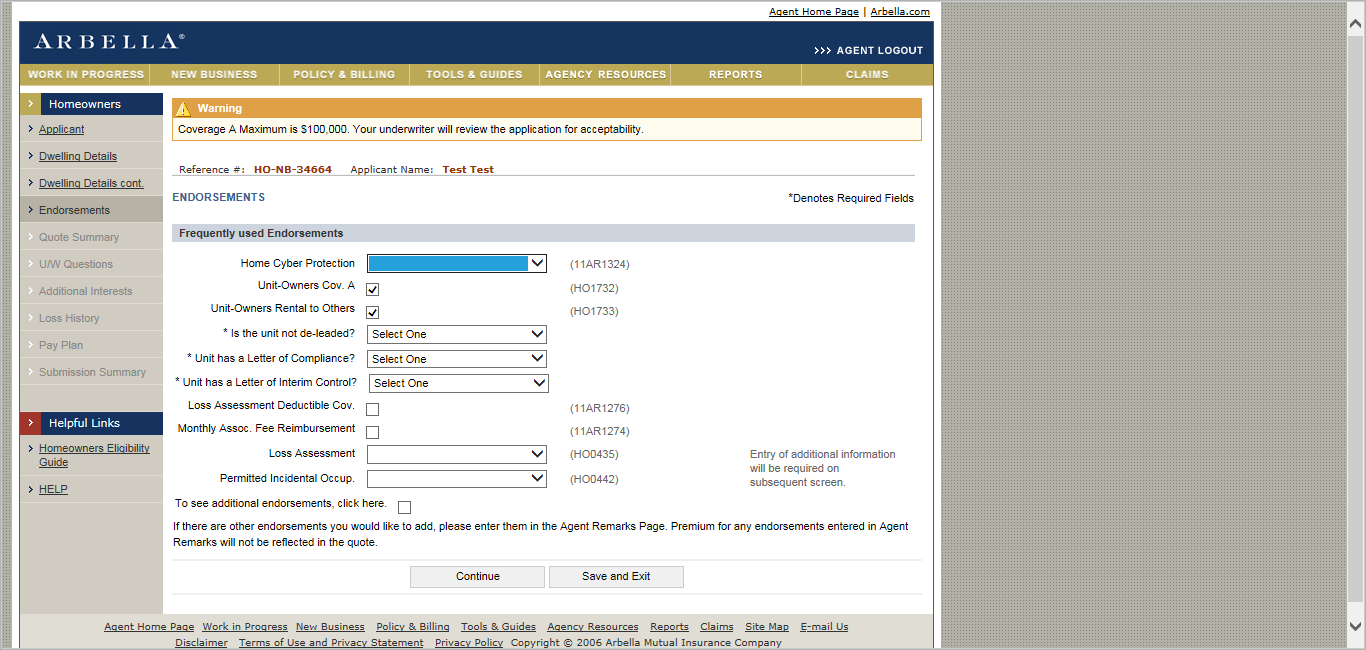 Agent Home Page | Arbella.com
ARBELLA®
>>> AGENT LOGOUT
WORK IN PROGRESS NEW BUSINESS POLICY & BILLING TOOLS & GUIDES AGENCY RESOURCES REPORTS CLAIMS
Homeowners
Applicant
Dwelling Details
Dwelling Details cont.
Endorsements
Quote Summary
U/W Questions
Additional Interests
Loss History
Pay Plan
Submission Summary
Helpful Links
Homeowners Eligibility
Guide
HELP
Warning
Coverage A Maximum is $100,000. Your underwriter will review the application for acceptability.
Reference #: HO-NB-34664 Applicant Name: Test Test
ENDORSEMENTS *Denotes Required Fields
Frequently used Endorsements
Home Cyber Protection (11AR1324)
Unit-Owners Cov. A (HO1732)
Unit-Owners Rental to Others (HO1733)
* Is the unit not de-leaded? Select One
* Unit has a Letter of Compliance? Select One
* Unit has a Letter of Interim Control? Select One
Loss Assessment Deductible Cov. (11AR1276)
Monthly Assoc. Fee Reimbursement (11AR1274)
Loss Assessment (HO0435) Entry of additional information
will be required on
Permitted Incidental Occup. (HO0442) subsequent screen.
To see additional endorsements, click here.
If there are other endorsements you would like to add, please enter them in the Agent Remarks Page. Premium for any endorsements entered in Agent
Remarks will not be reflected in the quote.
Continue Save and Exit
Agent Home Page Work in Progress New Business Policy & Billing Tools & Guides Agency Resources Reports Claims Site Map E-mail Us
Disclaimer Terms of Use and Privacy Statement Privacy Policy Copyright © 2006 Arbella Mutual Insurance Company